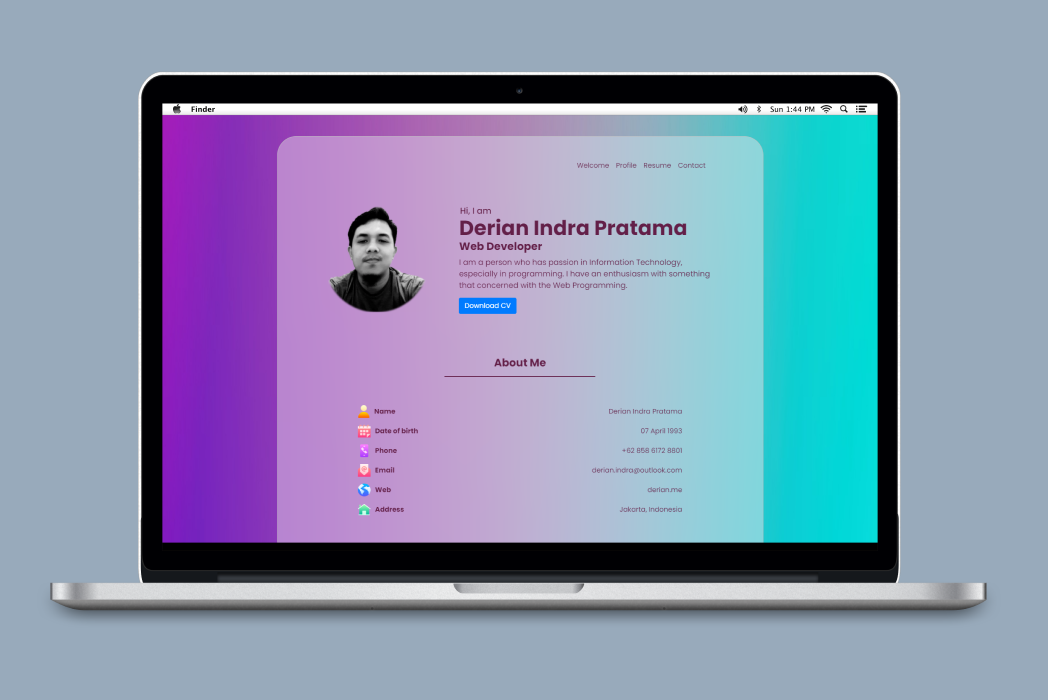 Finder
Sun 1:44 PM
Welcome Profile Resume Contact
Hi, I am
Derian Indra Pratama
Web Developer
I am a person who has passion in Information Technology,
especially in programming. I have an enthusiasm with something
that concerned with the Web Programming.
Download CV
About Me
Name Derian Indra Pratama
Date of birth 07 April 1993
Phone +62 858 6172 8801
Email derian.indra@outlook.com
Web derian.me
Address Jakarta, Indonesia